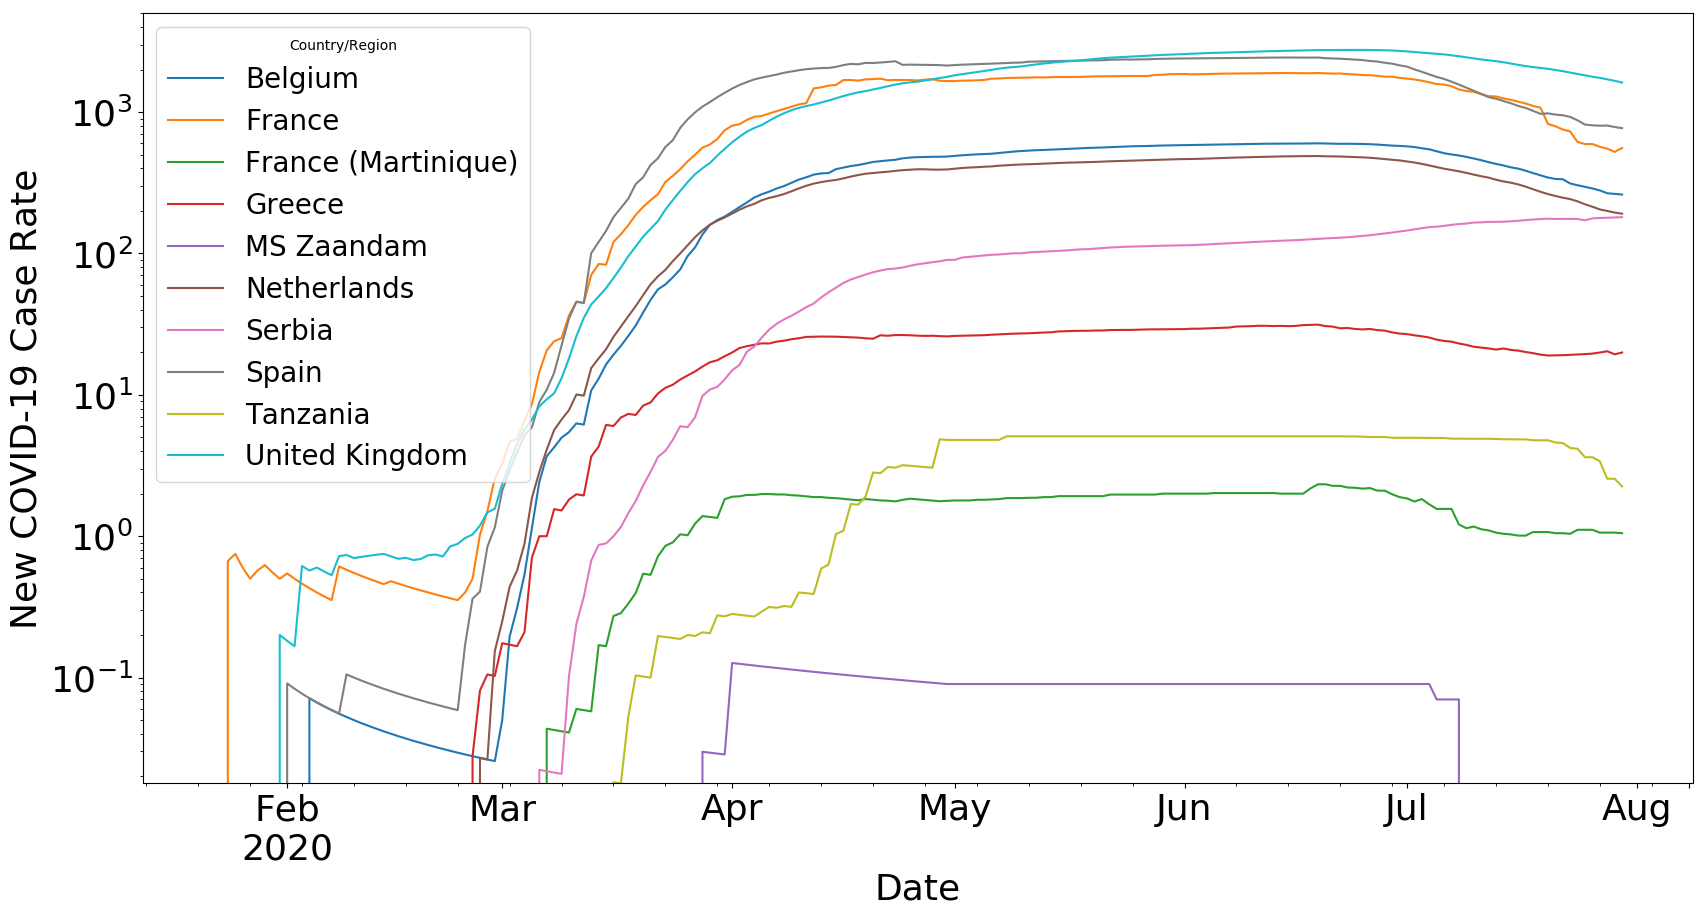 New COVID-19 Case Rate
10³
10²
10¹
10⁰
10⁻¹
Country/Region
Belgium
France
France (Martinique)
Greece
MS Zaandam
Netherlands
Serbia
Spain
Tanzania
United Kingdom
Feb Mar Apr May Jun Jul Aug
2020
Date